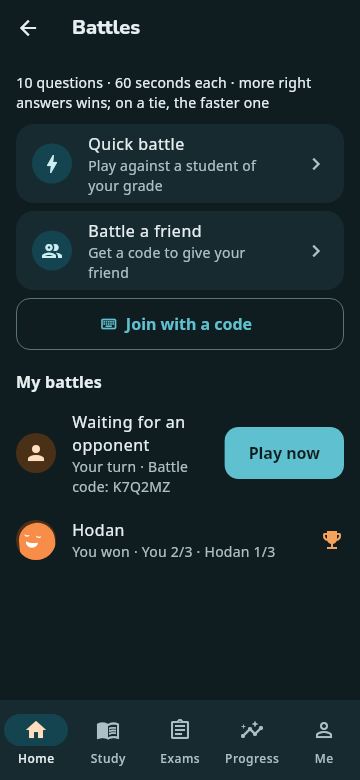 Battles
10 questions · 60 seconds each · more right
answers wins; on a tie, the faster one
Quick battle
Play against a student of
your grade
Battle a friend
Get a code to give your
friend
Join with a code
My battles
Waiting for an
opponent
Your turn · Battle
code: K7Q2MZ
Play now
Hodan
You won · You 2/3 · Hodan 1/3
Home
Study
Exams
Progress
Me